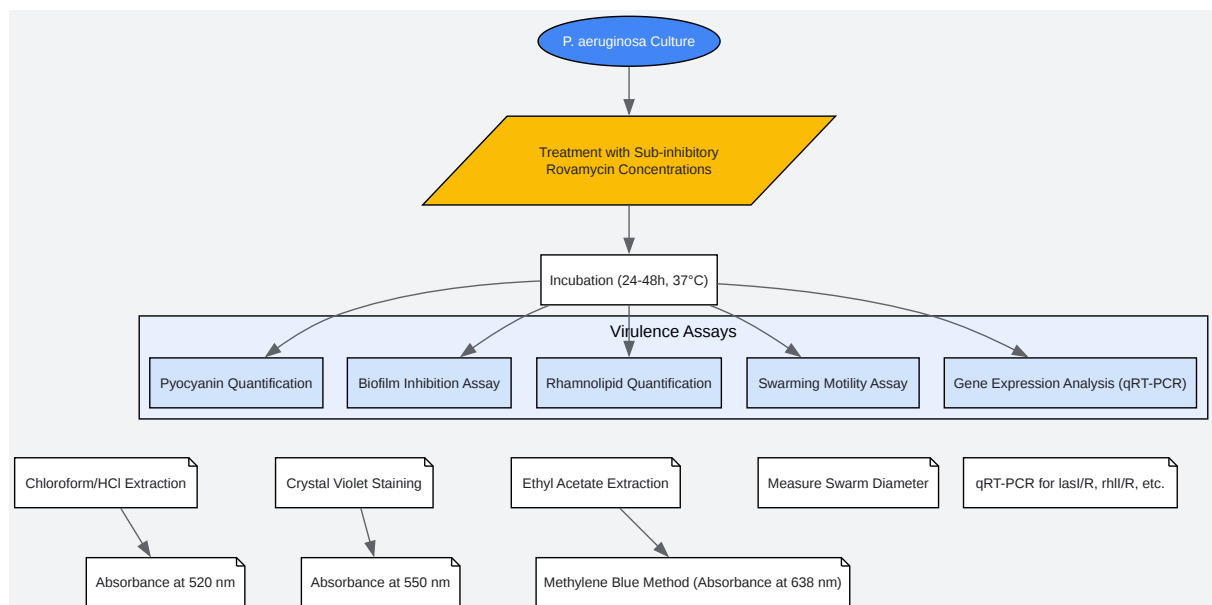 P. aeruginosa Culture
Treatment with Sub-inhibitory
Rovamycin Concentrations
Incubation (24-48h, 37°C)
Virulence Assays
Pyocyanin Quantification
Biofilm Inhibition Assay
Rhamnolipid Quantification
Swarming Motility Assay
Gene Expression Analysis (qRT-PCR)
Chloroform/HCl Extraction
Crystal Violet Staining
Ethyl Acetate Extraction
Measure Swarm Diameter
qRT-PCR for lasI/R, rhlI/R, etc.
Absorbance at 520 nm
Absorbance at 550 nm
Methylene Blue Method (Absorbance at 638 nm)